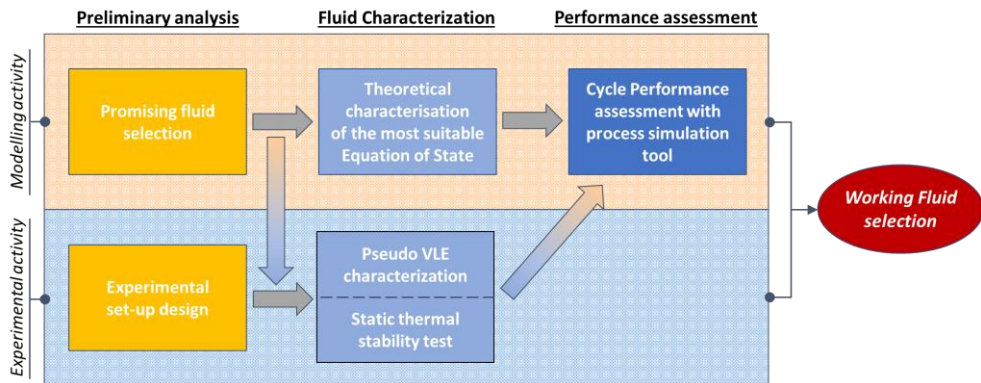 Preliminary analysis
Fluid Characterization
Performance assessment
Modelling activity
Promising fluid
selection
Theoretical
characterisation
of the most suitable
Equation of State
Cycle Performance
assessment with
process simulation
tool
Working Fluid
selection
Experimental activity
Experimental
set-up design
Pseudo VLE
characterization
Static thermal
stability test